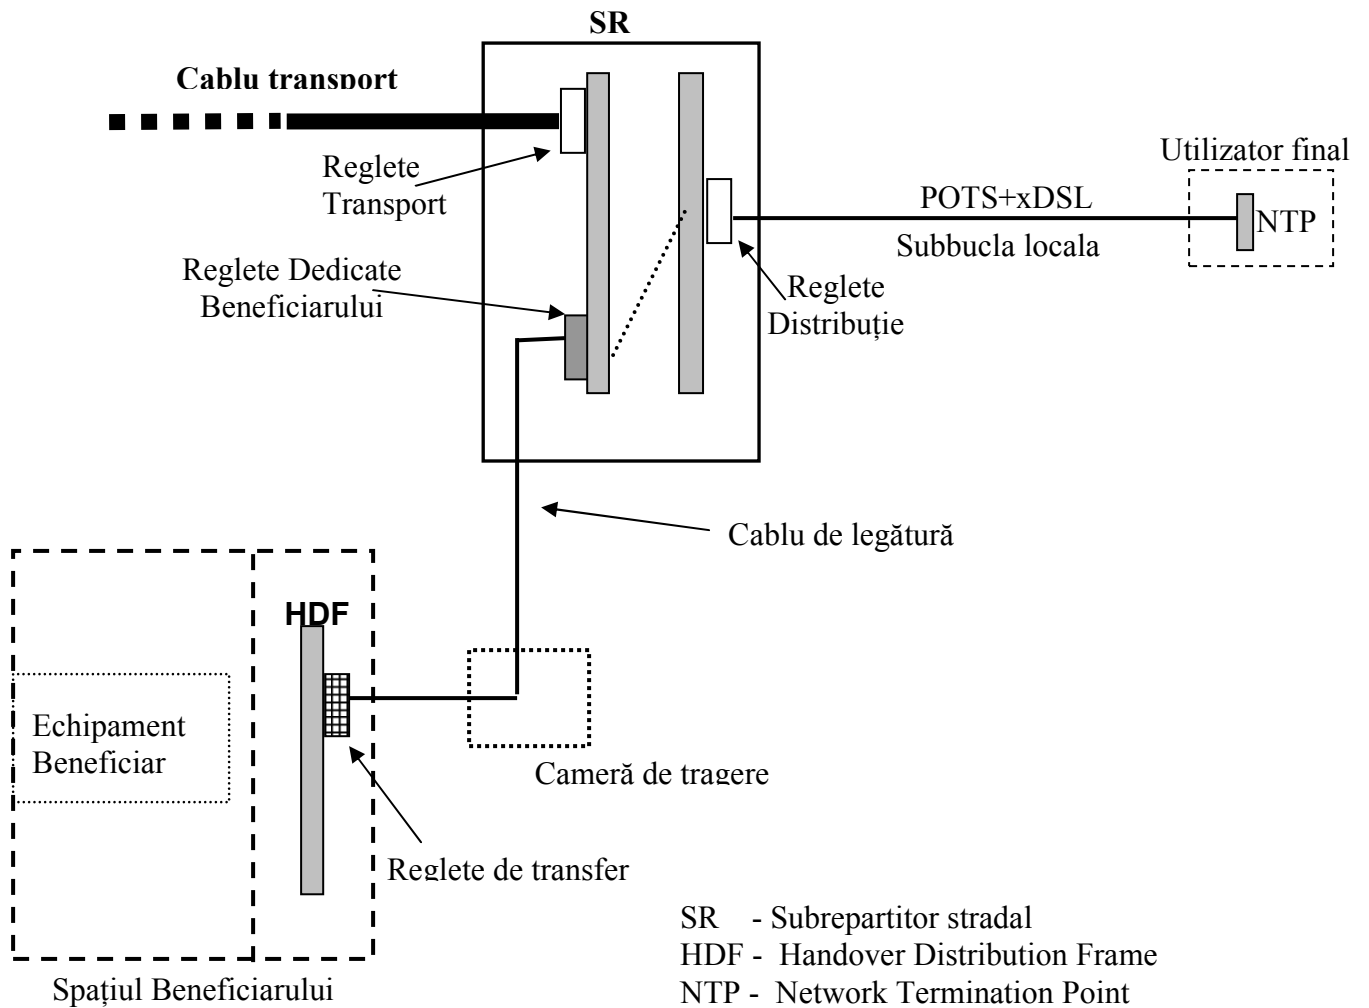 SR
Cablu transport
Reglete
Transport
Utilizator final
POTS+xDSL
NTP
Subbucla locala
Reglete Dedicate
Beneficiarului
Reglete
Distribuție
Cablu de legătură
HDF
Echipament
Beneficiar
Cameră de tragere
Reglete de transfer
SR - Subrepartitor stradal
HDF - Handover Distribution Frame
NTP - Network Termination Point
Spațiul Beneficiarului